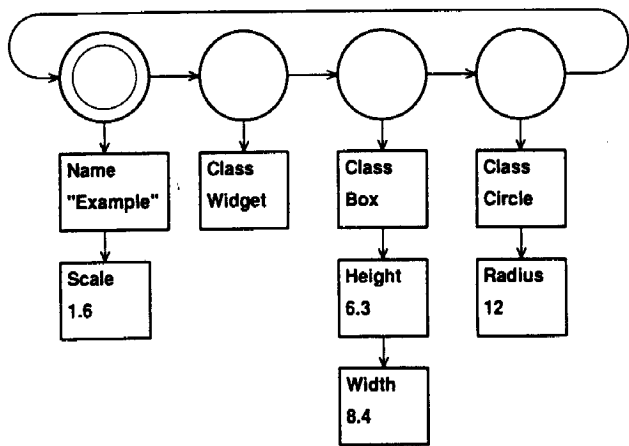 Name
"Example"
Scale
1.6
Class
Widget
Class
Box
Height
6.3
Width
8.4
Class
Circle
Radius
12